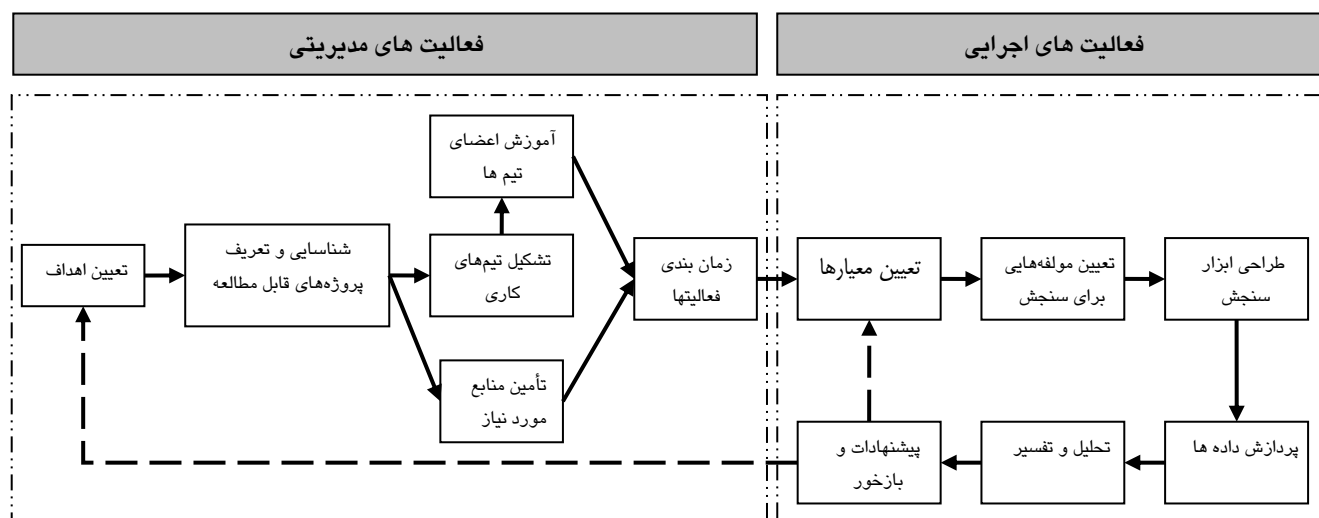 فعالیت های مدیریتی
فعالیت های اجرایی
آموزش اعضای
تیم ها
تعیین اهداف
شناسایی و تعریف
پروژه‌های قابل مطالعه
تشکیل تیم‌های
کاری
زمان بندی
فعالیتها
تعیین معیارها
تعیین مولفه‌هایی
برای سنجش
طراحی ابزار
سنجش
تأمین منابع
مورد نیاز
پیشنهادات و
بازخور
تحلیل و تفسیر
پردازش داده ها